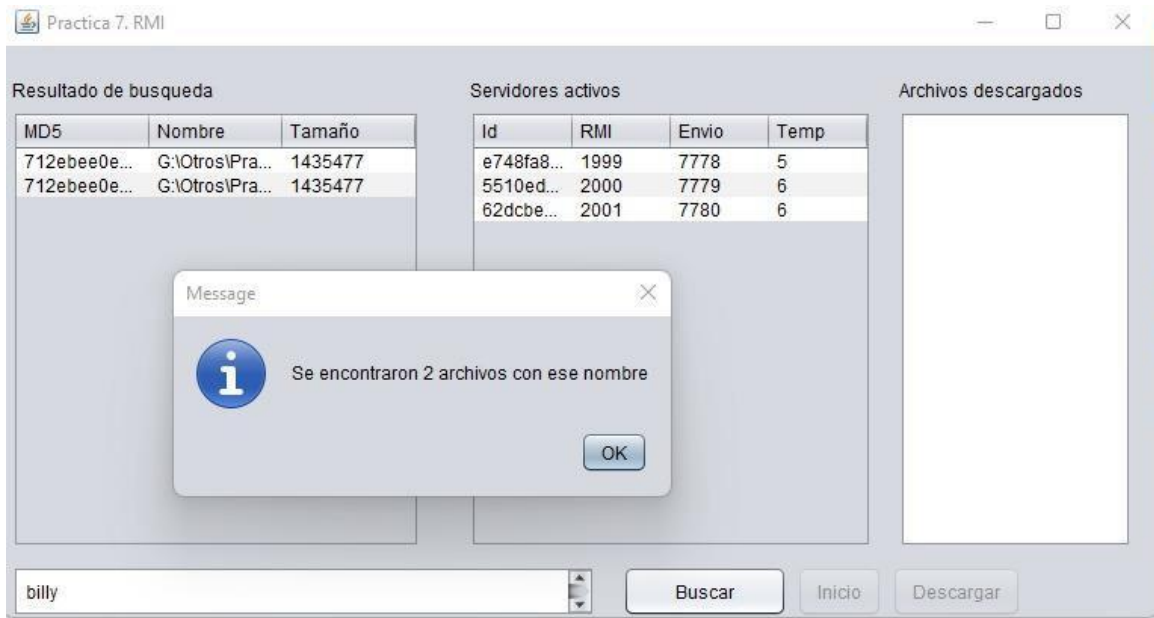 Practica 7. RMI
Resultado de busqueda
Servidores activos
Archivos descargados
MD5 Nombre Tamaño
Id RMI Envio Temp
712ebee0e... G:\Otros\Pra... 1435477
712ebee0e... G:\Otros\Pra... 1435477
e748fa8... 1999 7778 5
5510ed... 2000 7779 6
62dcbe... 2001 7780 6
Message
Se encontraron 2 archivos con ese nombre
OK
billy
Buscar
Inicio
Descargar